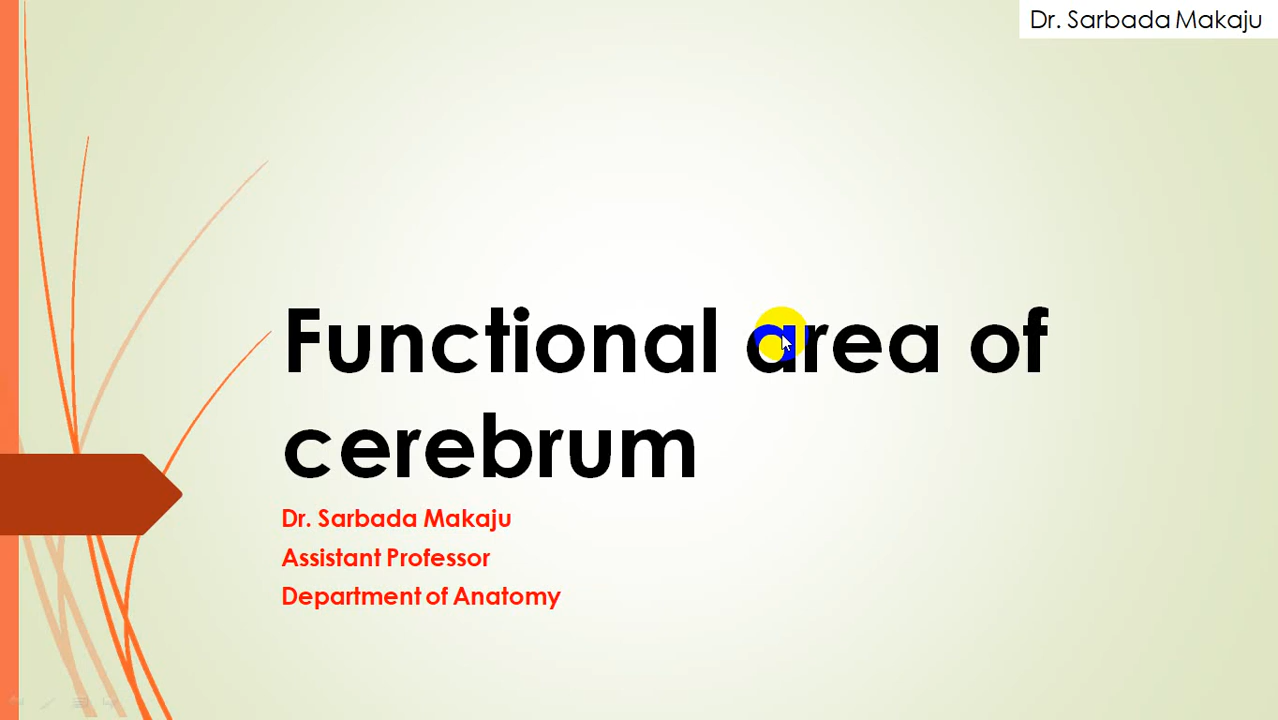 Dr. Sarbada Makaju
Functional area of
cerebrum
Dr. Sarbada Makaju
Assistant Professor
Department of Anatomy